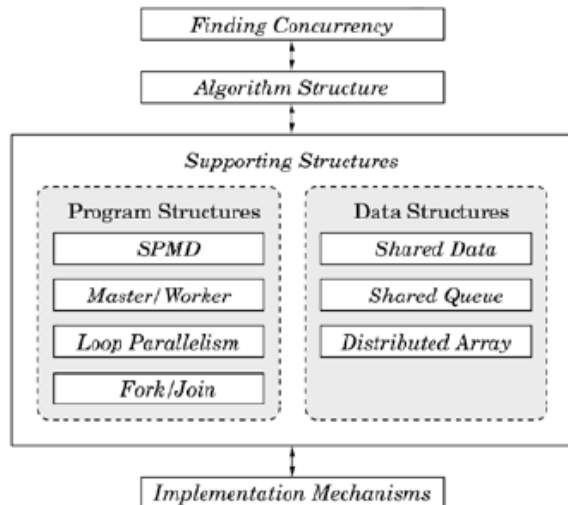 Finding Concurrency
Algorithm Structure
Supporting Structures
Program Structures
SPMD
Master/Worker
Loop Parallelism
Fork/Join
Data Structures
Shared Data
Shared Queue
Distributed Array
Implementation Mechanisms